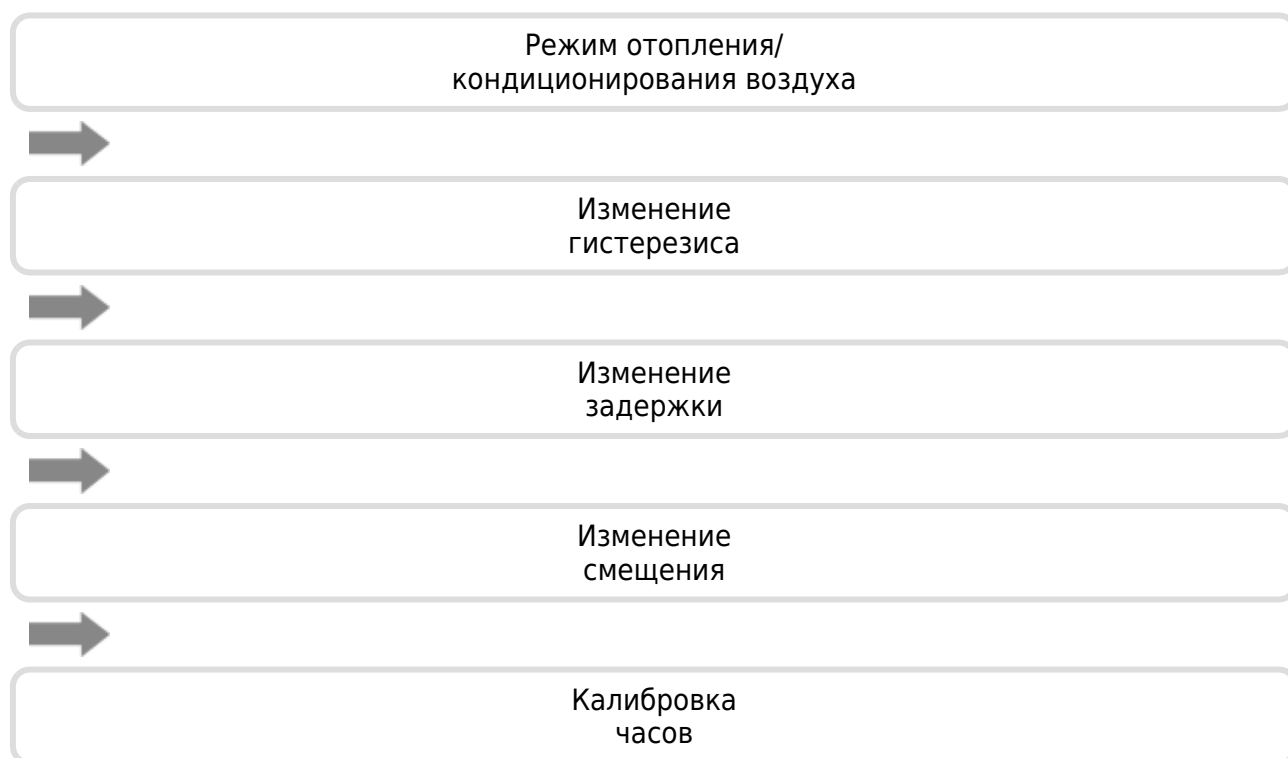 Режим отопления/
кондиционирования воздуха
Изменение
гистерезиса
Изменение
задержки
Изменение
смещения
Калибровка
часов